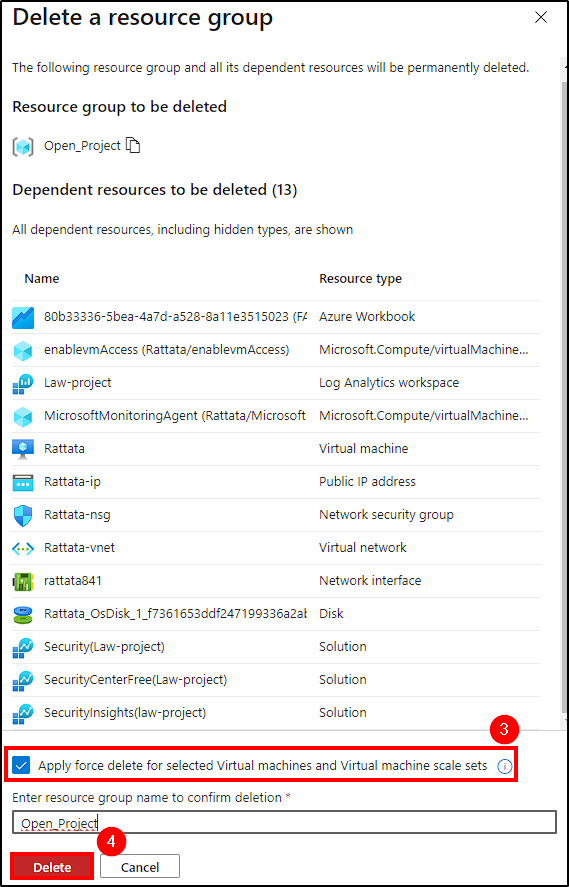 Delete a resource group
The following resource group and all its dependent resources will be permanently deleted.
Resource group to be deleted
Open_Project
Dependent resources to be deleted (13)
All dependent resources, including hidden types, are shown
Name Resource type
80b33336-5bea-4a7d-a528-8a11e3515023 (FA Azure Workbook
enablevmAccess (Rattata/enablevmAccess) Microsoft.Compute/virtualMachine...
Law-project Log Analytics workspace
MicrosoftMonitoringAgent (Rattata/Microsoft Microsoft.Compute/virtualMachine...
Rattata Virtual machine
Rattata-ip Public IP address
Rattata-nsg Network security group
Rattata-vnet Virtual network
rattata841 Network interface
Rattata_OsDisk_1_f7361653ddf247199336a2ab Disk
Security(Law-project) Solution
SecurityCenterFree(Law-project) Solution
SecurityInsights(law-project) Solution
3
Apply force delete for selected Virtual machines and Virtual machine scale sets
Enter resource group name to confirm deletion *
Open_Project
4
Delete Cancel